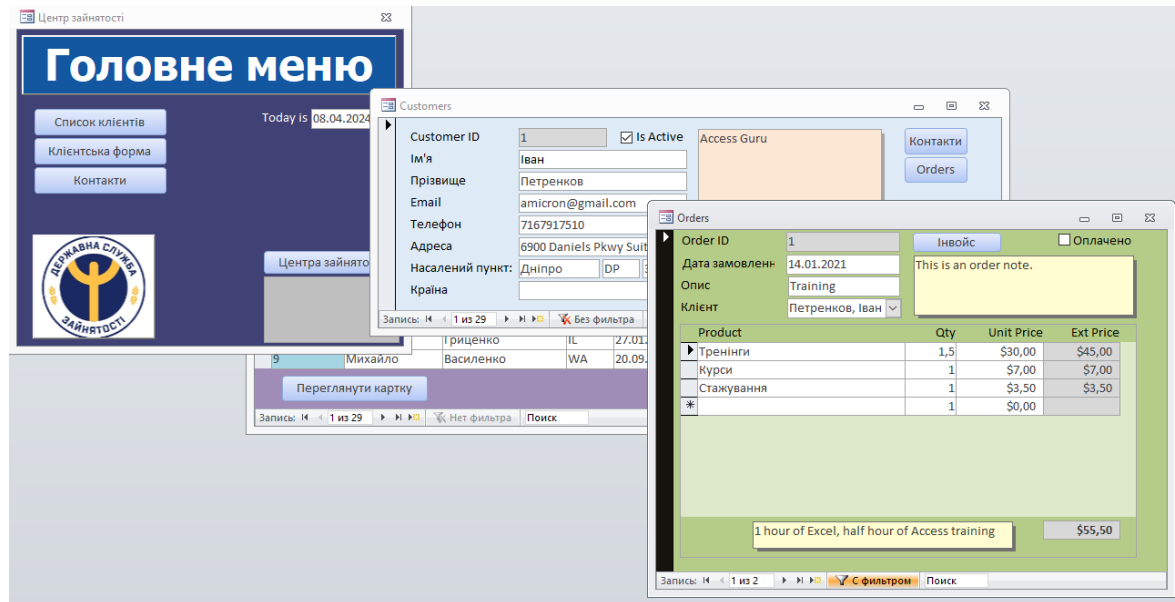 Центр зайнятості
Головне меню
Список клієнтів
Клієнтська форма
Контакти
Today is 08.04.2024
ДЕРЖАВНА СЛУЖБА
ЗАЙНЯТОСТІ
Центра зайнято
Customers
Customer ID 1 Is Active
Access Guru
Контакти
Orders
Ім'я Іван
Прізвище Петренков
Email amicron@gmail.com
Телефон 7167917510
Адреса 6900 Daniels Pkwy Suit
Насалений пункт: Дніпро DP
Країна
Запись: 1 из 29 Без фильтра
Гриценко IL 27.01.
9 Михайло Василенко WA 20.09.
Переглянути картку
Запись: 1 из 29 Нет фильтра Поиск
Orders
Order ID 1 Інвойс Оплачено
Дата замовленн 14.01.2021
This is an order note.
Опис Training
Клієнт Петренков, Іван
Product Qty Unit Price Ext Price
Тренінги 1,5 $30,00 $45,00
Курси 1 $7,00 $7,00
Стажування 1 $3,50 $3,50
* 1 $0,00
1 hour of Excel, half hour of Access training $55,50
Запись: 1 из 2 С фильтром Поиск